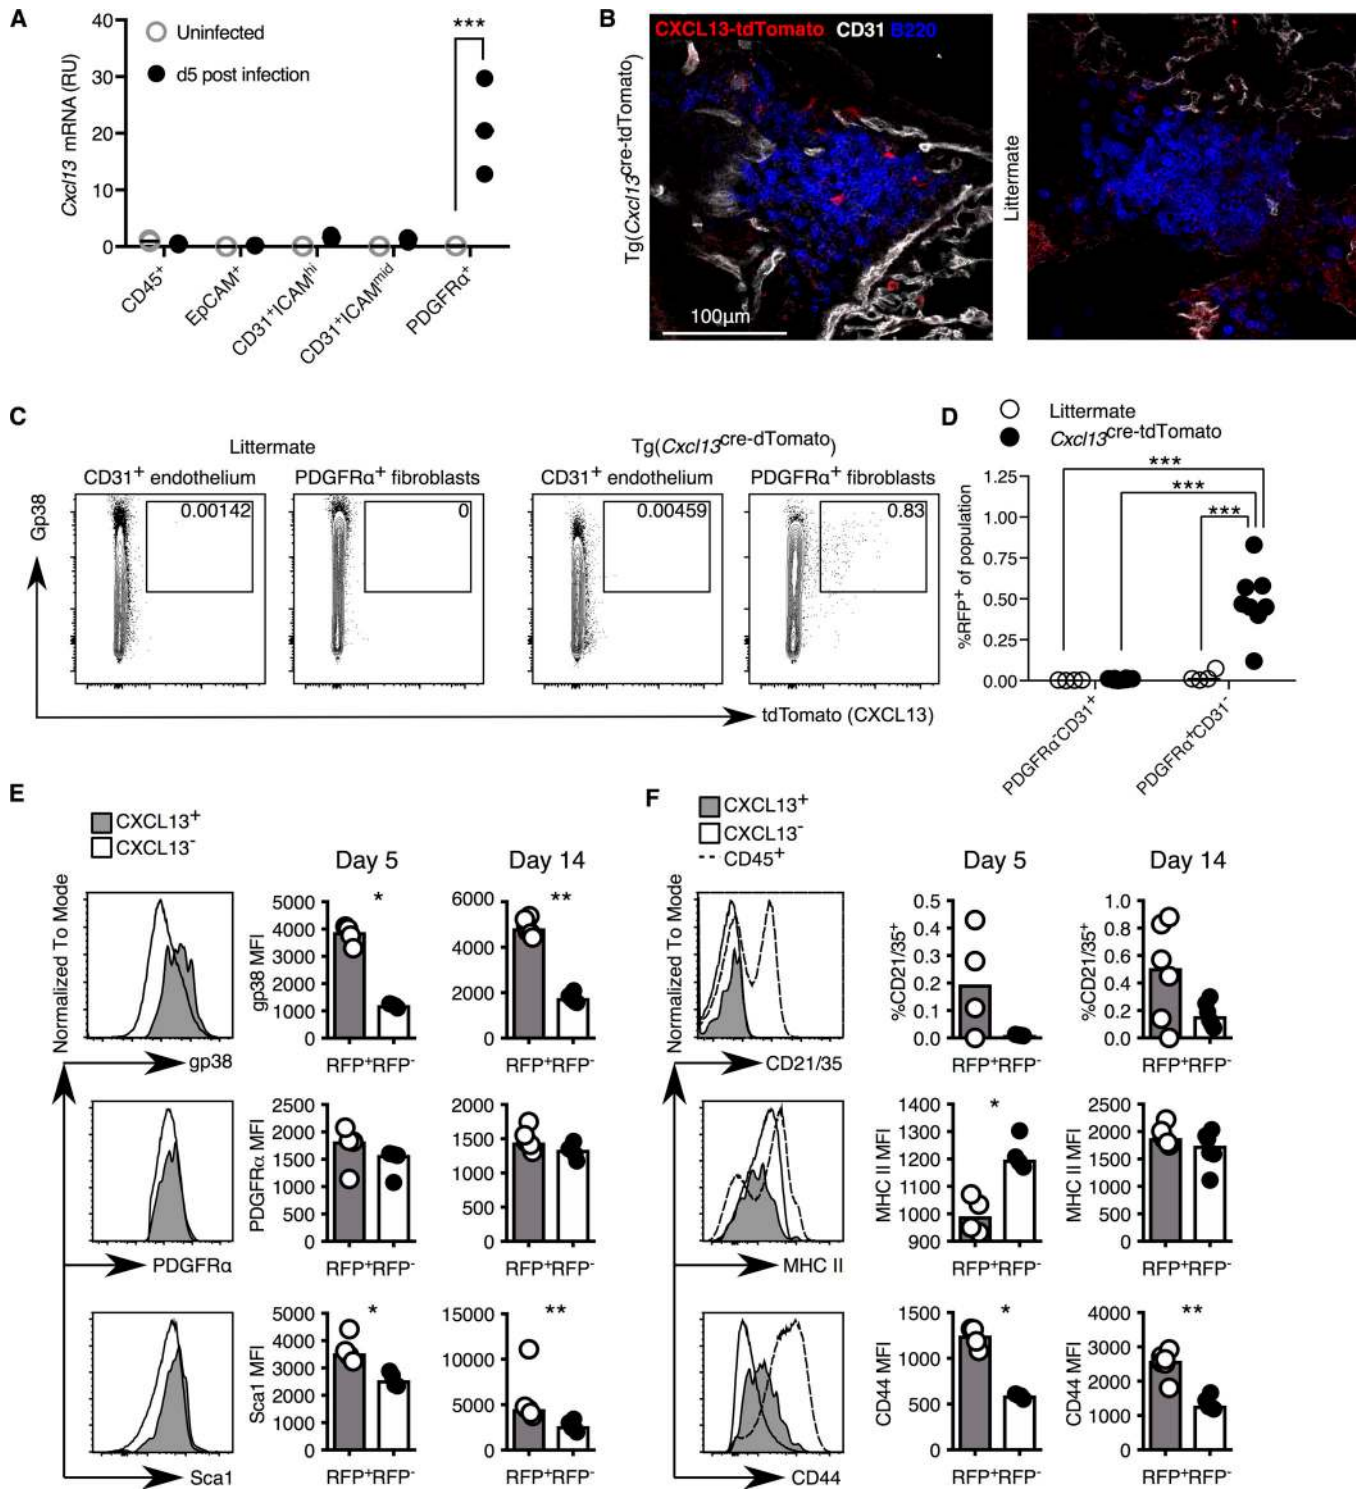 A
Uninfected
d5 post infection
***
Cxcl13 mRNA (RU)
40
30
20
10
0
CD45⁺
EpCAM⁺
CD31⁺ICAMʰⁱ
CD31⁺ICAMᵐⁱᵈ
PDGFRα⁺
B
CXCL13-tdTomato CD31 B220
Tg(Cxcl13cre-tdTomato)
100µm
Littermate
C
Littermate
Tg(Cxcl13cre-dTomato)
CD31⁺ endothelium
PDGFRα⁺ fibroblasts
CD31⁺ endothelium
PDGFRα⁺ fibroblasts
Gp38
0.00142
0
0.00459
0.83
tdTomato (CXCL13)
D
Littermate
Cxcl13cre-tdTomato
***
***
***
%RFP⁺ of population
1.25
1.00
0.75
0.50
0.25
0.00
PDGFRα⁻CD31⁺
PDGFRα⁺CD31⁻
E
CXCL13⁺
CXCL13⁻
Day 5
Day 14
Normalized To Mode
gp38
gp38 MFI
5000
4000
3000
2000
1000
0
*
RFP⁺RFP⁻
6000
4000
2000
0
**
RFP⁺RFP⁻
PDGFRα
PDGFRα MFI
2500
2000
1500
1000
500
0
RFP⁺RFP⁻
2000
1500
1000
500
0
RFP⁺RFP⁻
Sca1
Sca1 MFI
5000
4000
3000
2000
1000
0
*
RFP⁺RFP⁻
15000
10000
5000
0
**
RFP⁺RFP⁻
F
CXCL13⁺
CXCL13⁻
CD45⁺
Day 5
Day 14
Normalized To Mode
CD21/35
%CD21/35⁺
0.5
0.4
0.3
0.2
0.1
0.0
RFP⁺RFP⁻
%CD21/35⁺
1.0
0.8
0.6
0.4
0.2
0.0
RFP⁺RFP⁻
MHC II
MHC II MFI
1400
1300
1200
1100
1000
900
*
RFP⁺RFP⁻
MHC II MFI
2500
2000
1500
1000
500
0
RFP⁺RFP⁻
CD44
CD44 MFI
1500
1000
500
0
*
RFP⁺RFP⁻
CD44 MFI
4000
3000
2000
1000
0
**
RFP⁺RFP⁻